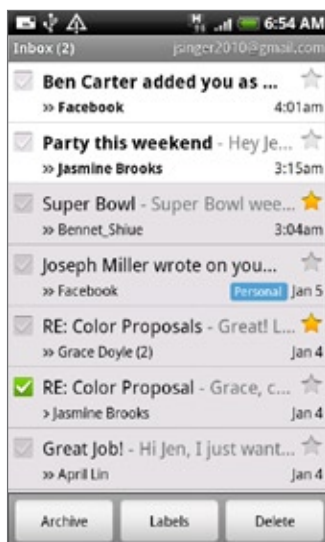 6:54 AM
Inbox (2) jsinger2010@gmail.com
Ben Carter added you as ...
» Facebook 4:01am
Party this weekend - Hey Je...
» Jasmine Brooks 3:15am
Super Bowl - Super Bowl wee...
» Bennet_Shiue 3:04am
Joseph Miller wrote on you...
» Facebook Personal Jan 5
RE: Color Proposals - Great! L...
» Grace Doyle (2) Jan 4
RE: Color Proposal - Grace, c...
› Jasmine Brooks Jan 4
Great Job! - Hi Jen, I just want...
» April Lin Jan 4
Archive Labels Delete